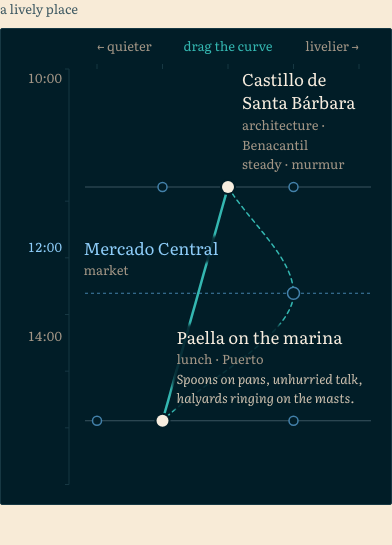 a lively place
← quieter drag the curve livelier →
10:00
Castillo de
Santa Bárbara
architecture ·
Benacantil
steady · murmur
12:00
Mercado Central
market
14:00
Paella on the marina
lunch · Puerto
Spoons on pans, unhurried talk,
halyards ringing on the masts.